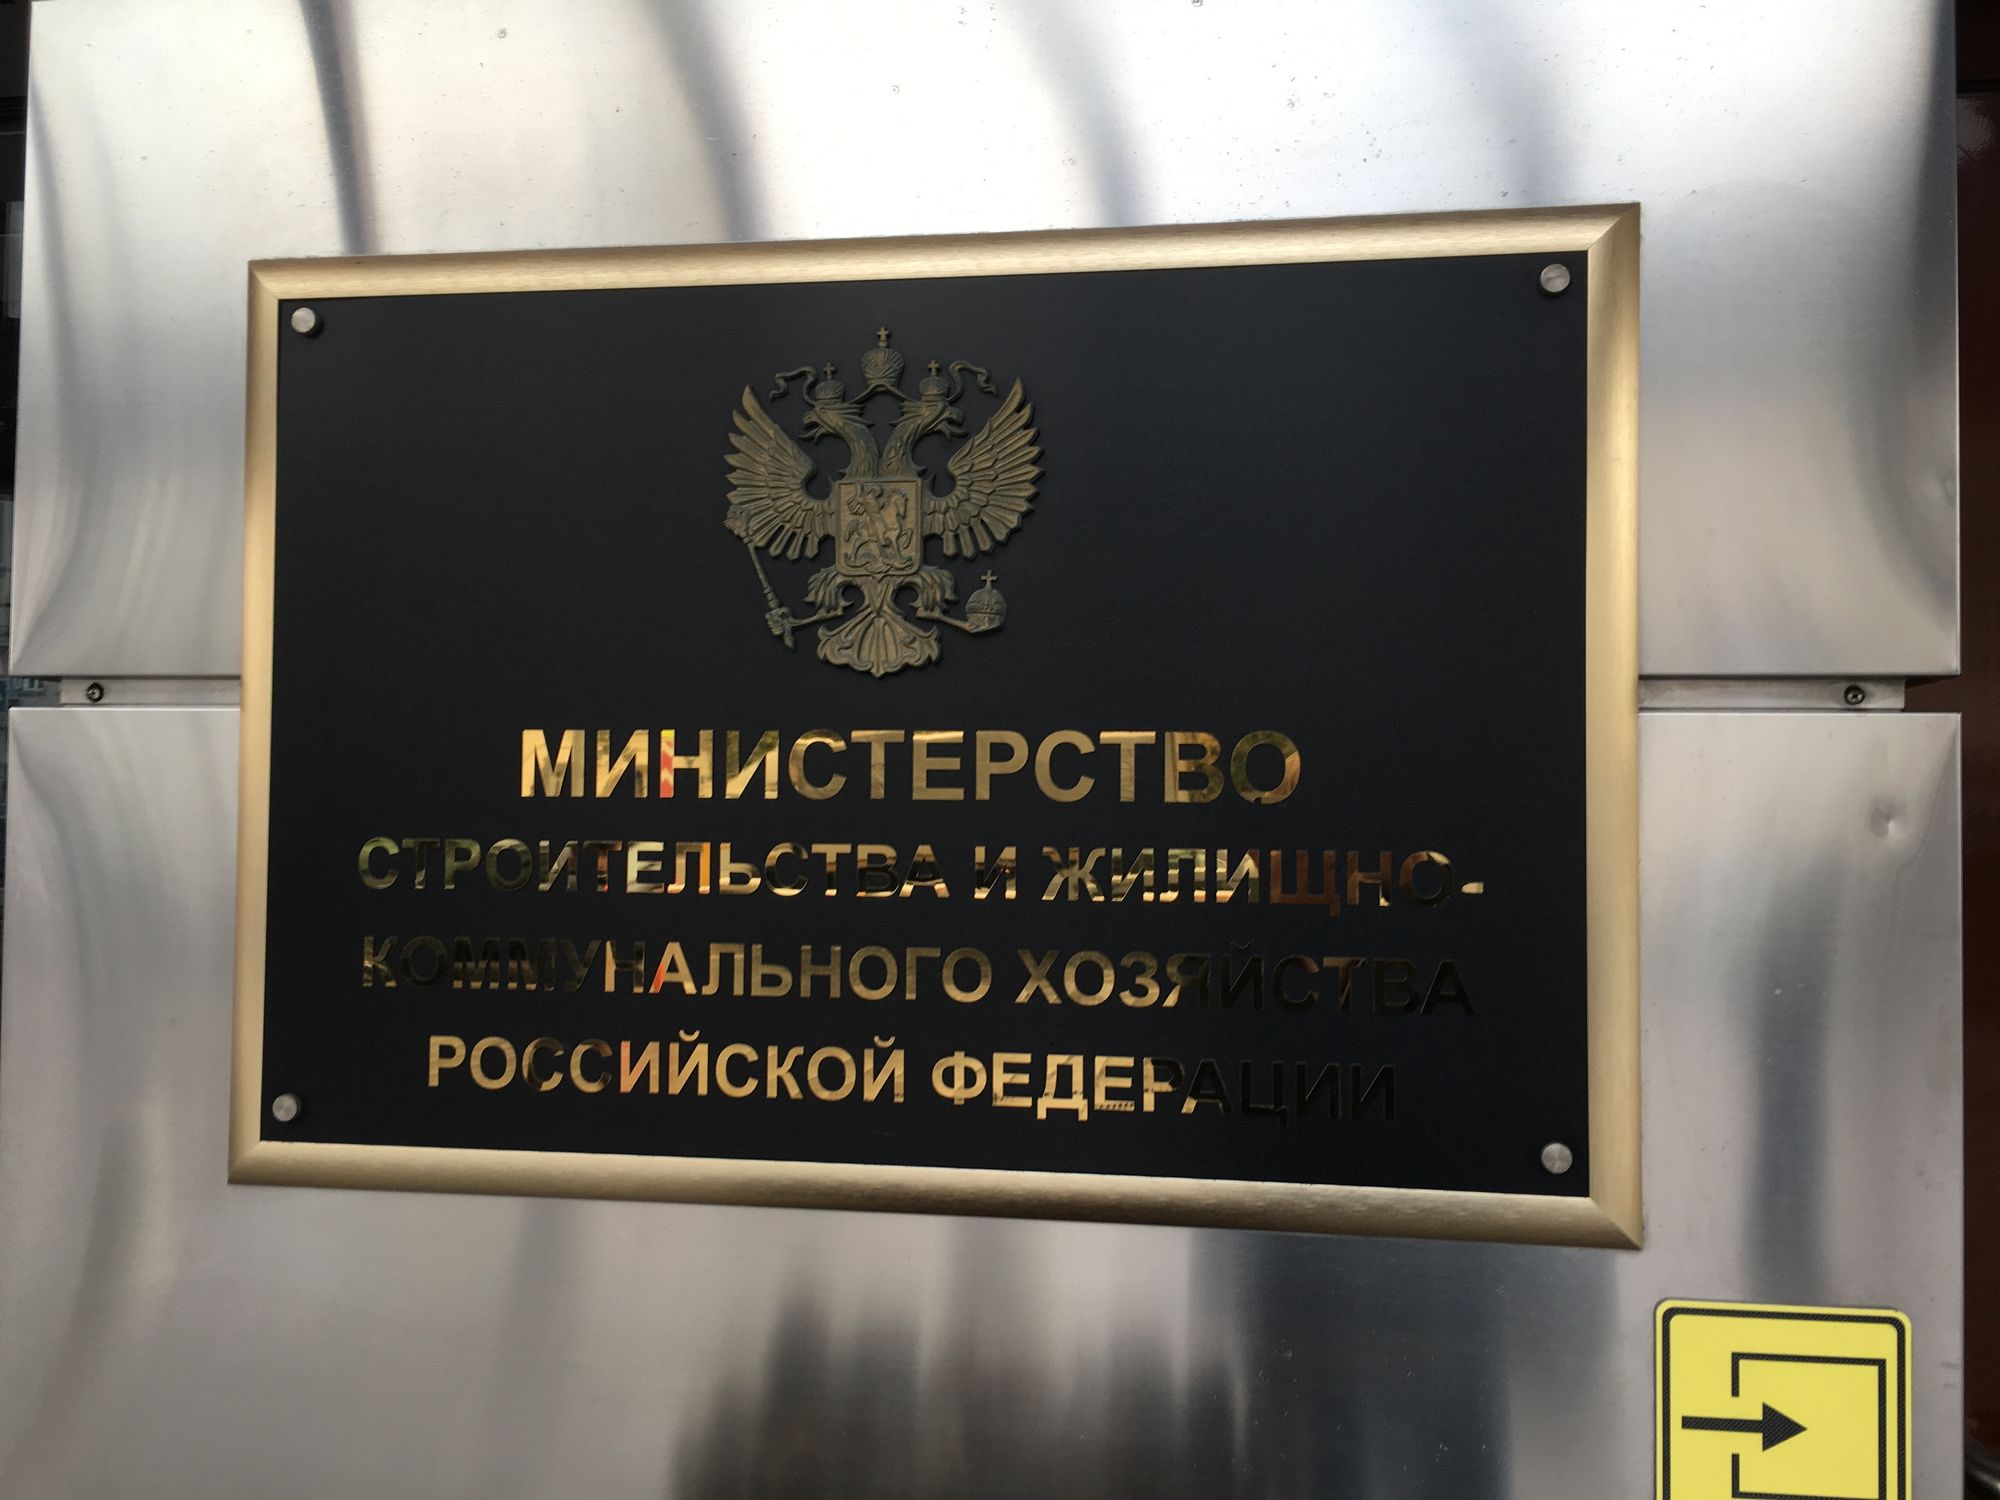 МИНИСТЕРСТВО
СТРОИТЕЛЬСТВА И ЖИЛИЩНО-
КОММУНАЛЬНОГО ХОЗЯЙСТВА
РОССИЙСКОЙ ФЕДЕРАЦИИ